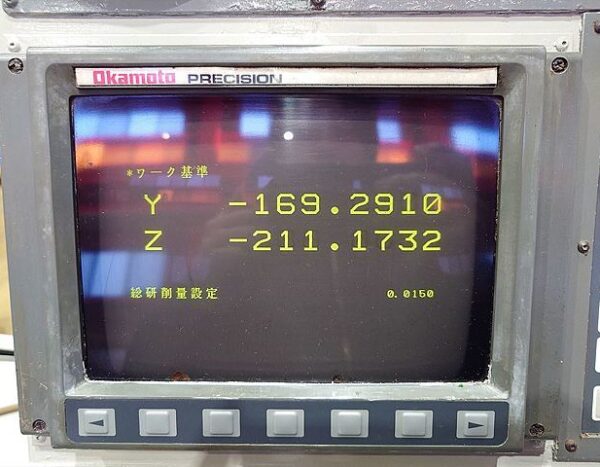 Okamoto PRECISION
*ワーク基準
Y -169.2910
Z -211.1732
総研削量設定 0.0150